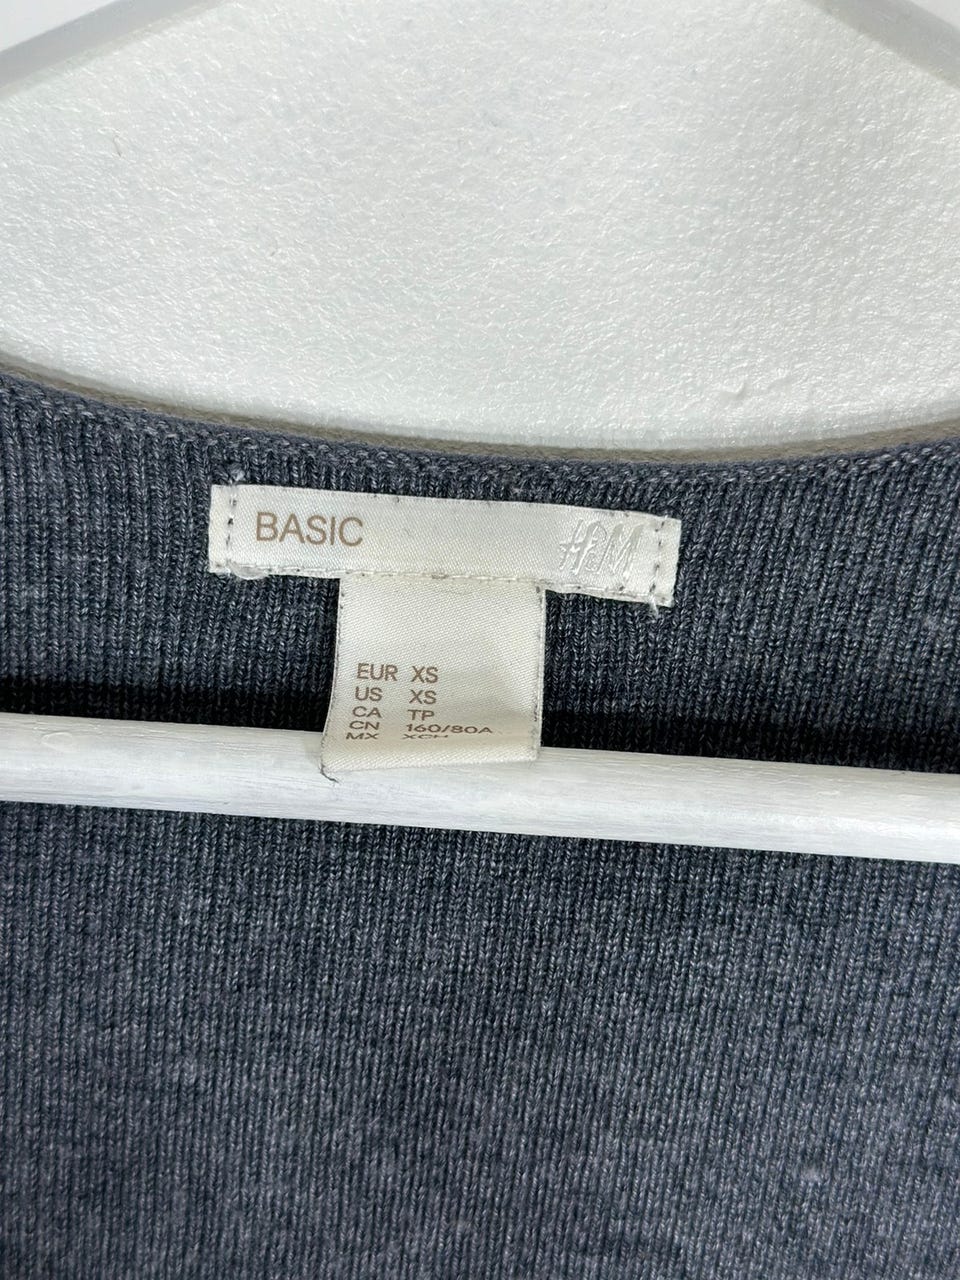 BASIC H&M
EUR XS
US XS
CA TP
CN 160/80A
MX XCH